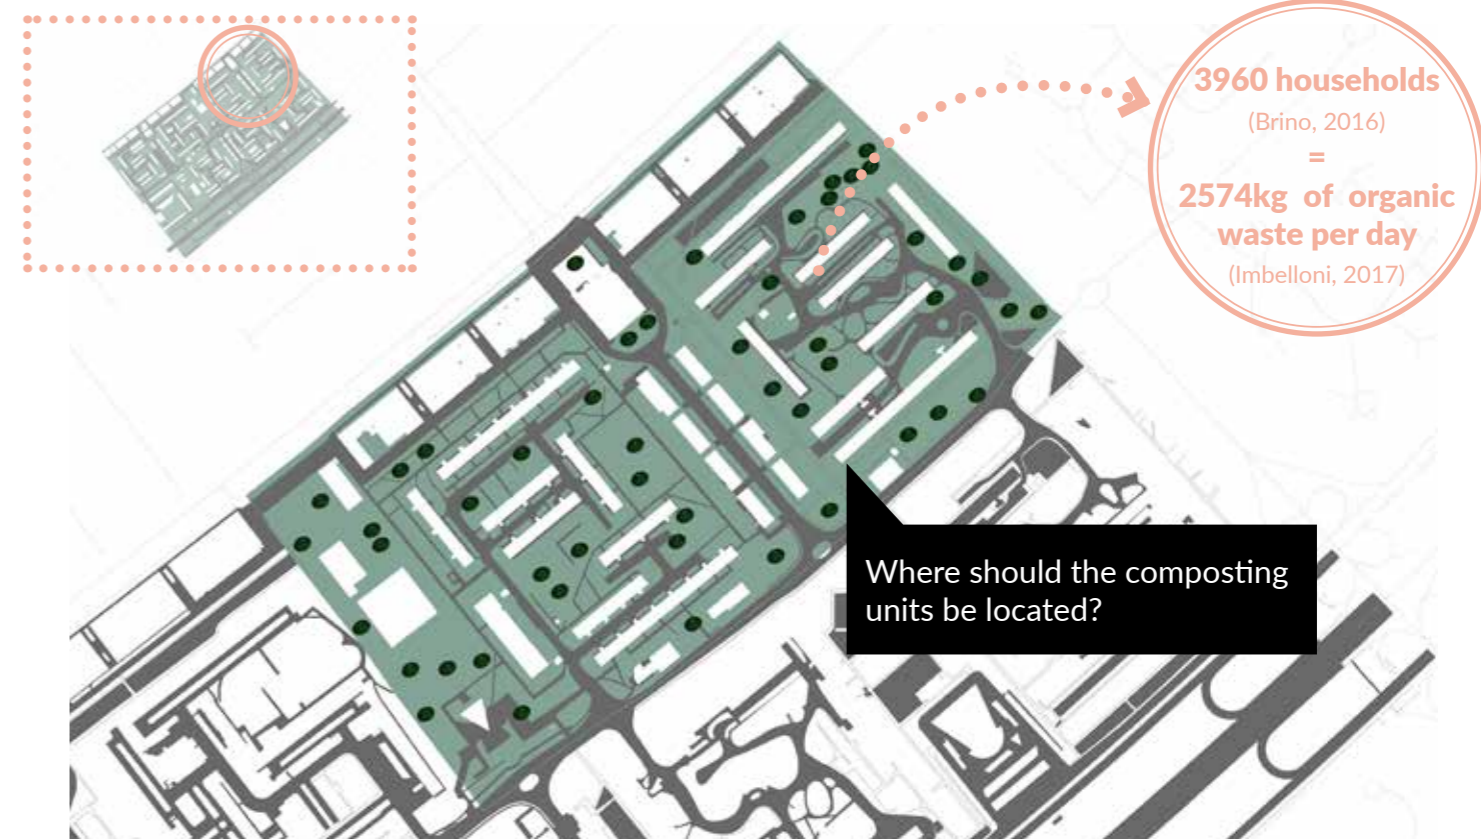 3960 households
(Brino, 2016)
=
2574kg of organic
waste per day
(Imbelloni, 2017)
Where should the composting
units be located?